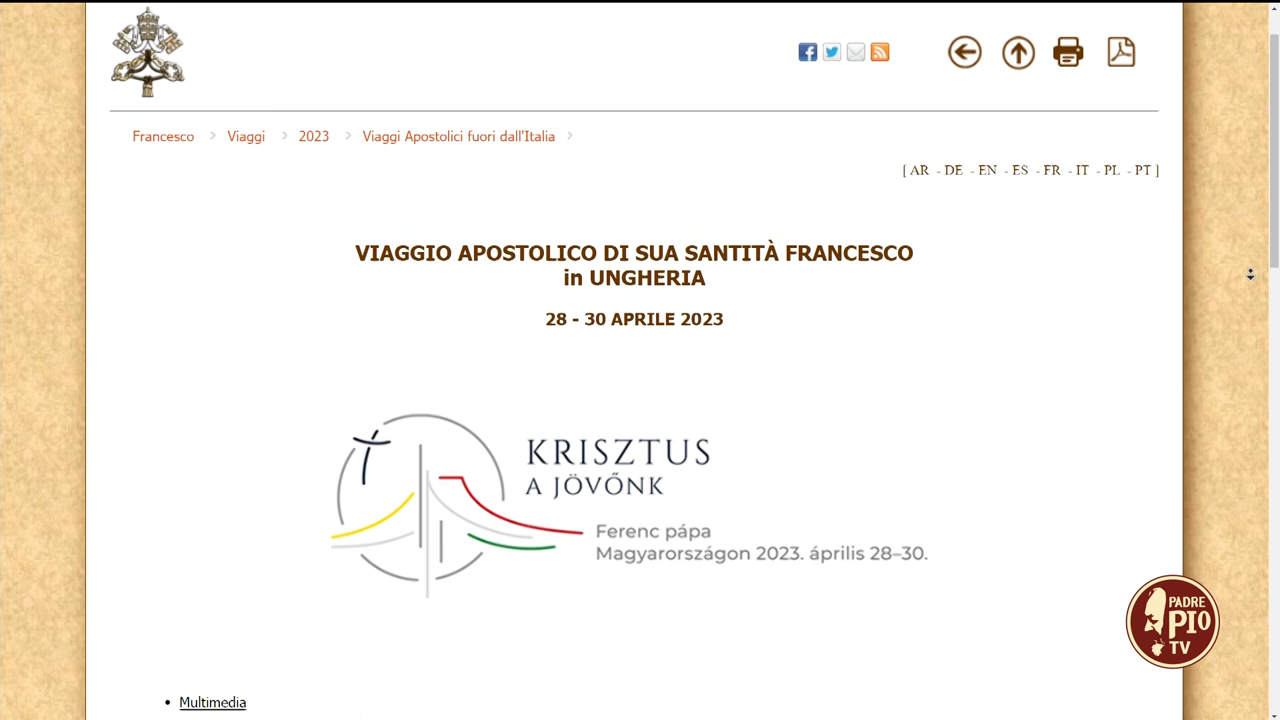 Francesco > Viaggi > 2023 > Viaggi Apostolici fuori dall'Italia >
[ AR - DE - EN - ES - FR - IT - PL - PT ]
VIAGGIO APOSTOLICO DI SUA SANTITÀ FRANCESCO
in UNGHERIA
28 - 30 APRILE 2023
KRISZTUS
A JÖVŐNK
Ferenc pápa
Magyarországon 2023. április 28–30.
PADRE
PIO
TV
• Multimedia